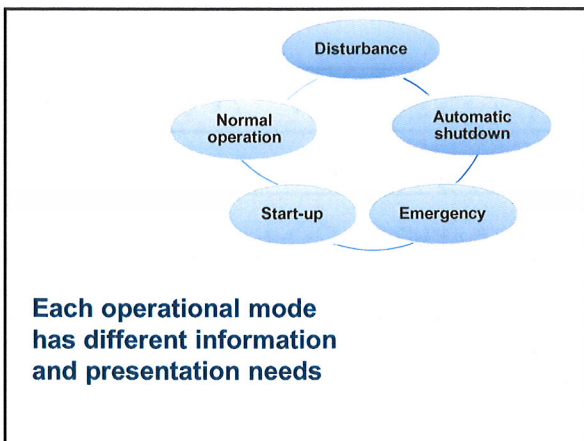 Disturbance
Normal
operation
Automatic
shutdown
Start-up
Emergency
Each operational mode
has different information
and presentation needs